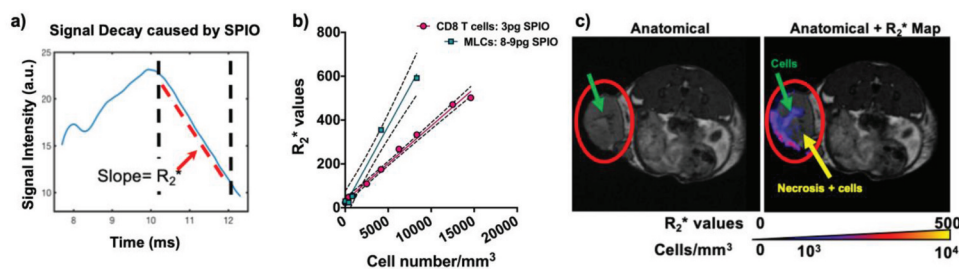 a)
Signal Decay caused by SPIO
Signal Intensity (a.u.)
25
20
15
10
Slope= R₂*
8
9
10
11
12
Time (ms)
b)
CD8 T cells: 3pg SPIO
MLCs: 8-9pg SPIO
R₂* values
800
600
400
200
0
0
5000
10000
15000
20000
Cell number/mm³
c)
Anatomical
Anatomical + R₂* Map
Cells
Necrosis + cells
R₂* values 0 500
Cells/mm³ 0 10³ 10⁴